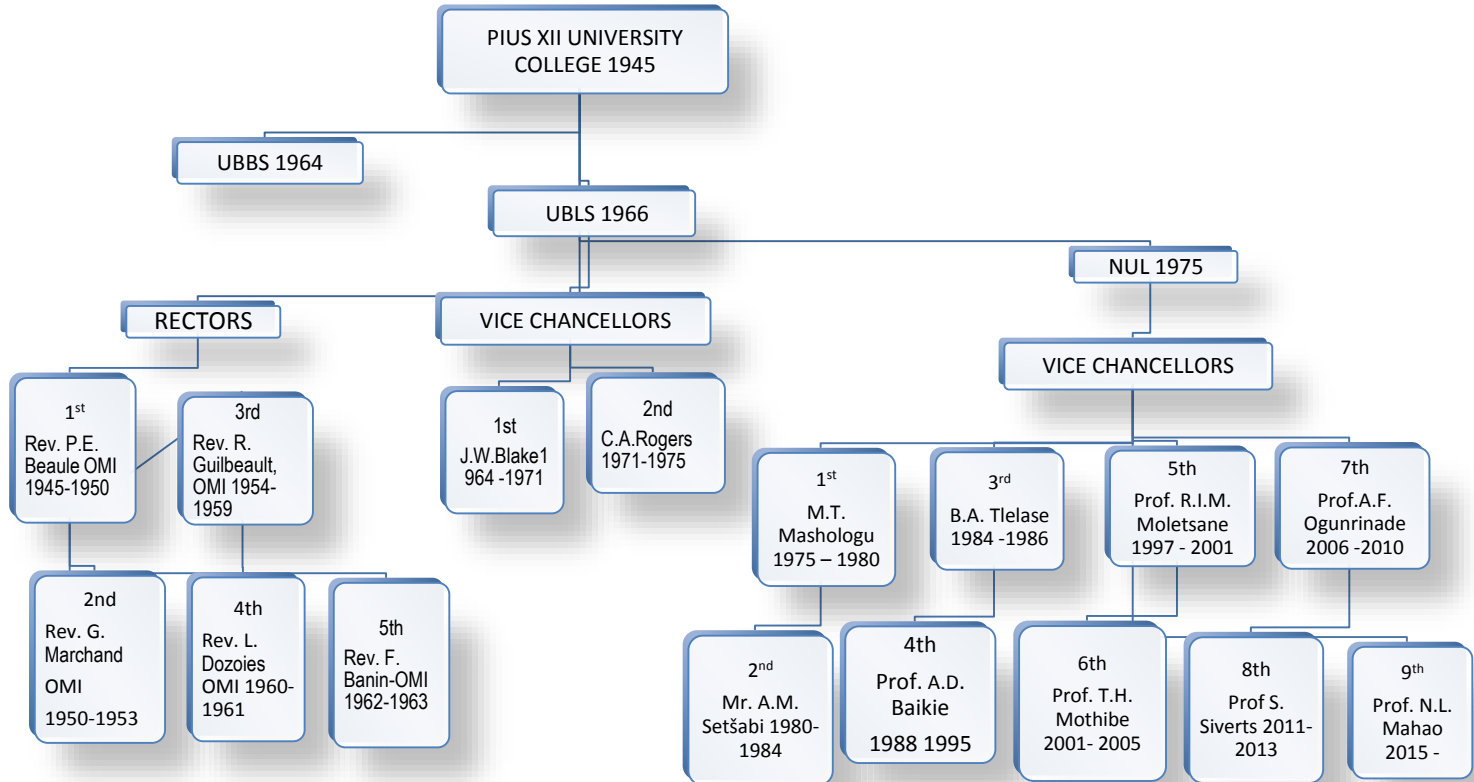 PIUS XII UNIVERSITY
COLLEGE 1945
UBBS 1964
UBLS 1966
NUL 1975
RECTORS
VICE CHANCELLORS
VICE CHANCELLORS
1st
Rev. P.E.
Beaule OMI
1945-1950
3rd
Rev. R.
Guilbeault,
OMI 1954-
1959
1st
J.W.Blake1
964 -1971
2nd
C.A.Rogers
1971-1975
1st
M.T.
Mashologu
1975 – 1980
3rd
B.A. Tlelase
1984 -1986
5th
Prof. R.I.M.
Moletsane
1997 - 2001
7th
Prof.A.F.
Ogunrinade
2006 -2010
2nd
Rev. G.
Marchand
OMI
1950-1953
4th
Rev. L.
Dozoies
OMI 1960-
1961
5th
Rev. F.
Banin-OMI
1962-1963
2nd
Mr. A.M.
Setšabi 1980-
1984
4th
Prof. A.D.
Baikie
1988 1995
6th
Prof. T.H.
Mothibe
2001- 2005
8th
Prof S.
Siverts 2011-
2013
9th
Prof. N.L.
Mahao
2015 -